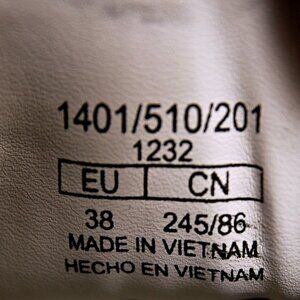 1401/510/201
1232
EU CN
38 245/86
MADE IN VIETNAM
HECHO EN VIETNAM